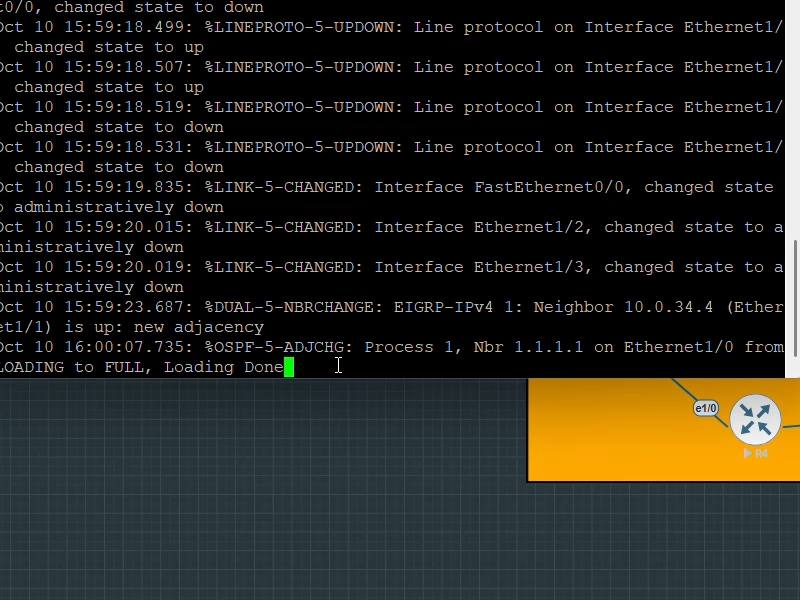 t0/0, changed state to down
Oct 10 15:59:18.499: %LINEPROTO-5-UPDOWN: Line protocol on Interface Ethernet1/
changed state to up
Oct 10 15:59:18.507: %LINEPROTO-5-UPDOWN: Line protocol on Interface Ethernet1/
changed state to up
Oct 10 15:59:18.519: %LINEPROTO-5-UPDOWN: Line protocol on Interface Ethernet1/
changed state to down
Oct 10 15:59:18.531: %LINEPROTO-5-UPDOWN: Line protocol on Interface Ethernet1/
changed state to down
Oct 10 15:59:19.835: %LINK-5-CHANGED: Interface FastEthernet0/0, changed state
o administratively down
Oct 10 15:59:20.015: %LINK-5-CHANGED: Interface Ethernet1/2, changed state to a
ministratively down
Oct 10 15:59:20.019: %LINK-5-CHANGED: Interface Ethernet1/3, changed state to a
ministratively down
Oct 10 15:59:23.687: %DUAL-5-NBRCHANGE: EIGRP-IPv4 1: Neighbor 10.0.34.4 (Ether
et1/1) is up: new adjacency
Oct 10 16:00:07.735: %OSPF-5-ADJCHG: Process 1, Nbr 1.1.1.1 on Ethernet1/0 from
LOADING to FULL, Loading Done
e1/0
R4